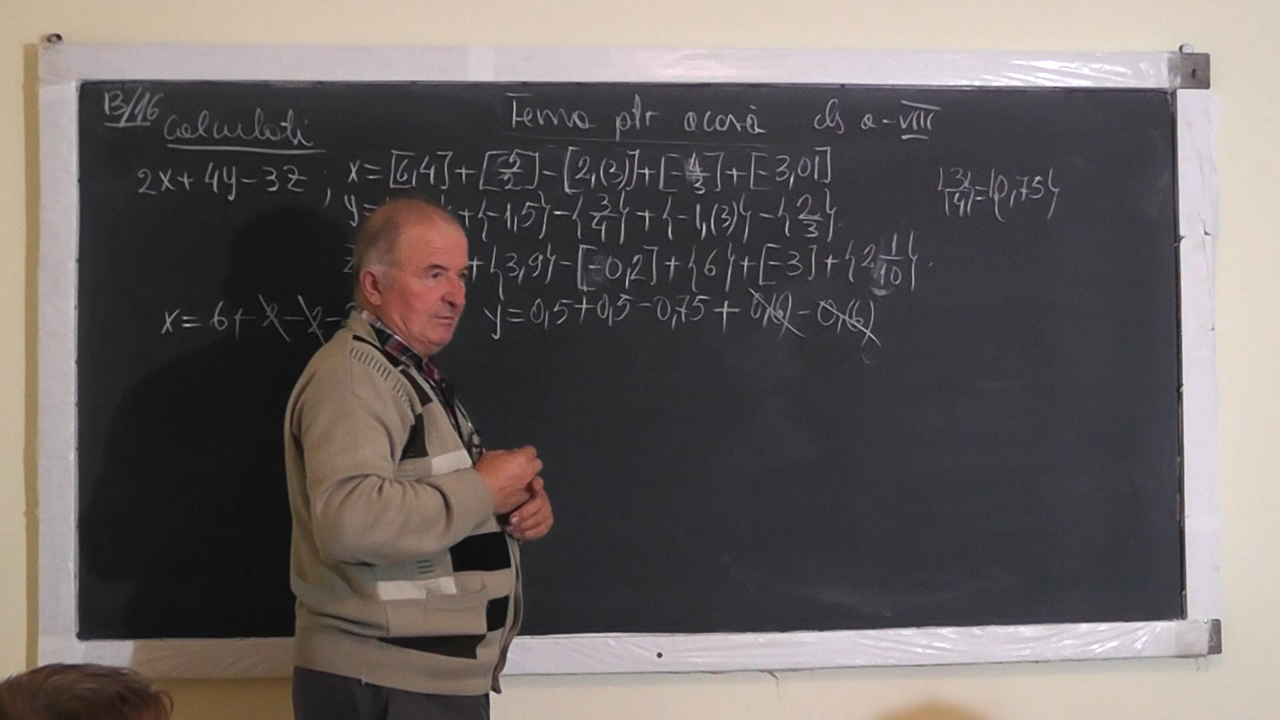 13/16 Calculati Tema ptr acasă cls a-VIII
2x+4y-3z; x=[6,4]+[5/2]-[2,(2)]+[-4/3]+[-3,01]
{3/4}={0,75}
y= +{-1,5}-{3/4}+{-1,(3)}-{2/3}.
z +{3,9}-[-0,2]+{6}+[-3]+{2 1/10}.
x=6+2-2- y=0,5+0,5-0,75+0,(6)-0,(6)